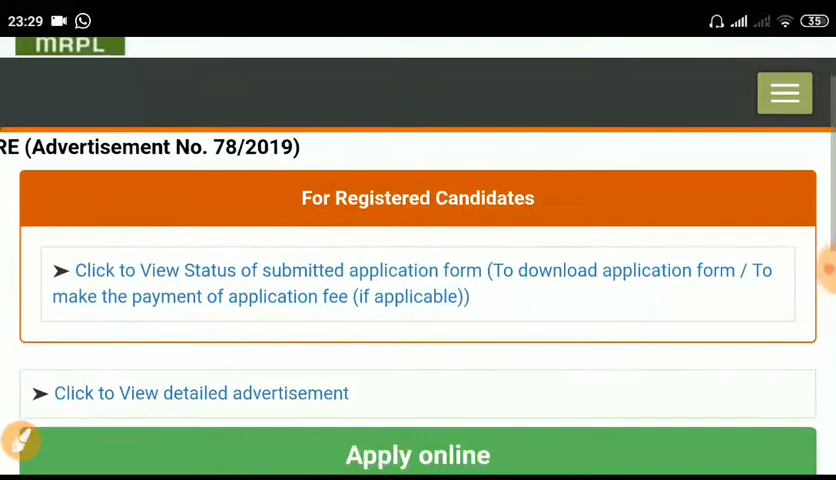 23:29 35
MRPL
RE (Advertisement No. 78/2019)
For Registered Candidates
➤ Click to View Status of submitted application form (To download application form / To
make the payment of application fee (if applicable))
➤ Click to View detailed advertisement
Apply online